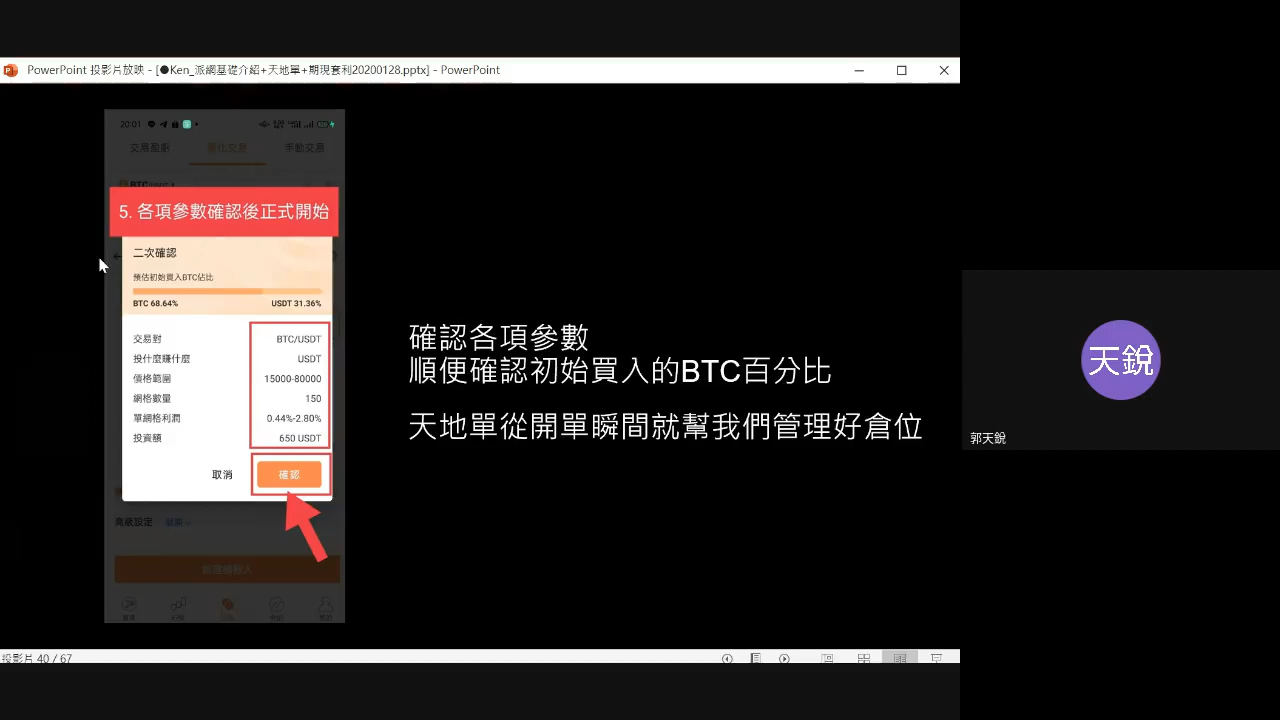 PowerPoint 投影片放映 - [●Ken_派網基礎介紹+天地單+期現套利20200128.pptx] - PowerPoint
20:01
交易盈虧 量化交易 手動交易
5. 各項參數確認後正式開始
二次確認
預估初始買入BTC佔比
BTC 68.64% USDT 31.36%
交易對 BTC/USDT
投什麼賺什麼 USDT
價格範圍 15000-80000
網格數量 150
單網格利潤 0.44%-2.80%
投資額 650 USDT
取消 確認
高級設定
確認各項參數
順便確認初始買入的BTC百分比
天地單從開單瞬間就幫我們管理好倉位
天銳
郭天銳
投影片 40 / 67